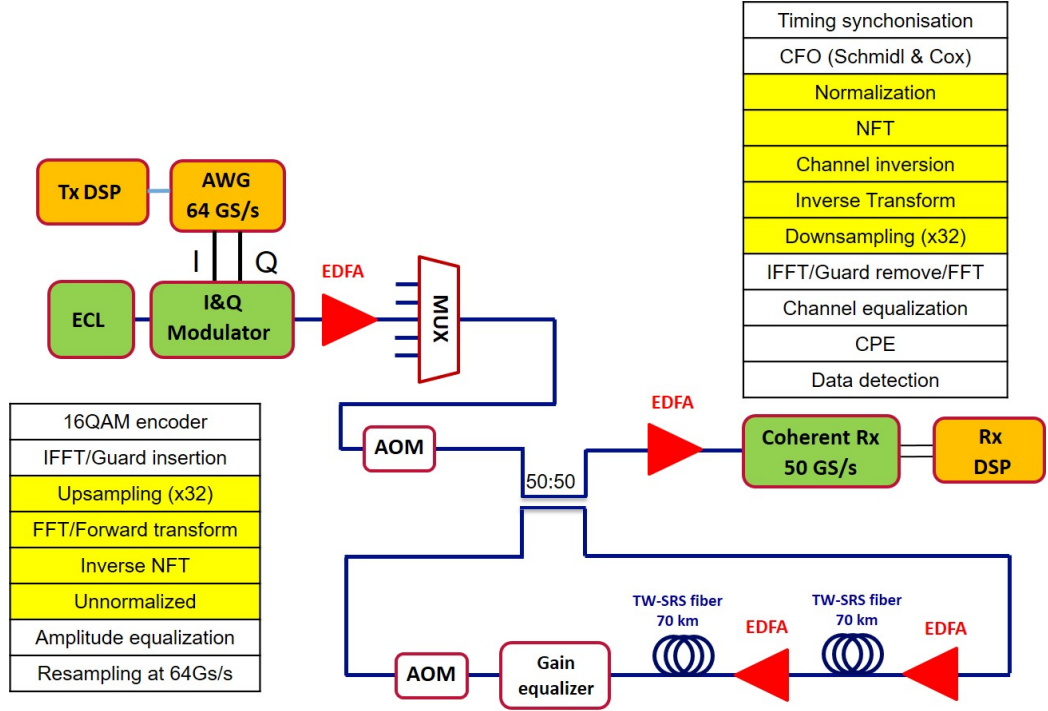 Timing synchonisation
CFO (Schmidl & Cox)
Normalization
NFT
Channel inversion
Inverse Transform
Downsampling (x32)
IFFT/Guard remove/FFT
Channel equalization
CPE
Data detection
Tx DSP
AWG
64 GS/s
I
Q
ECL
I&Q
Modulator
EDFA
MUX
16QAM encoder
IFFT/Guard insertion
Upsampling (x32)
FFT/Forward transform
Inverse NFT
Unnormalized
Amplitude equalization
Resampling at 64Gs/s
AOM
50:50
EDFA
Coherent Rx
50 GS/s
Rx
DSP
AOM
Gain
equalizer
TW-SRS fiber
70 km
EDFA
TW-SRS fiber
70 km
EDFA